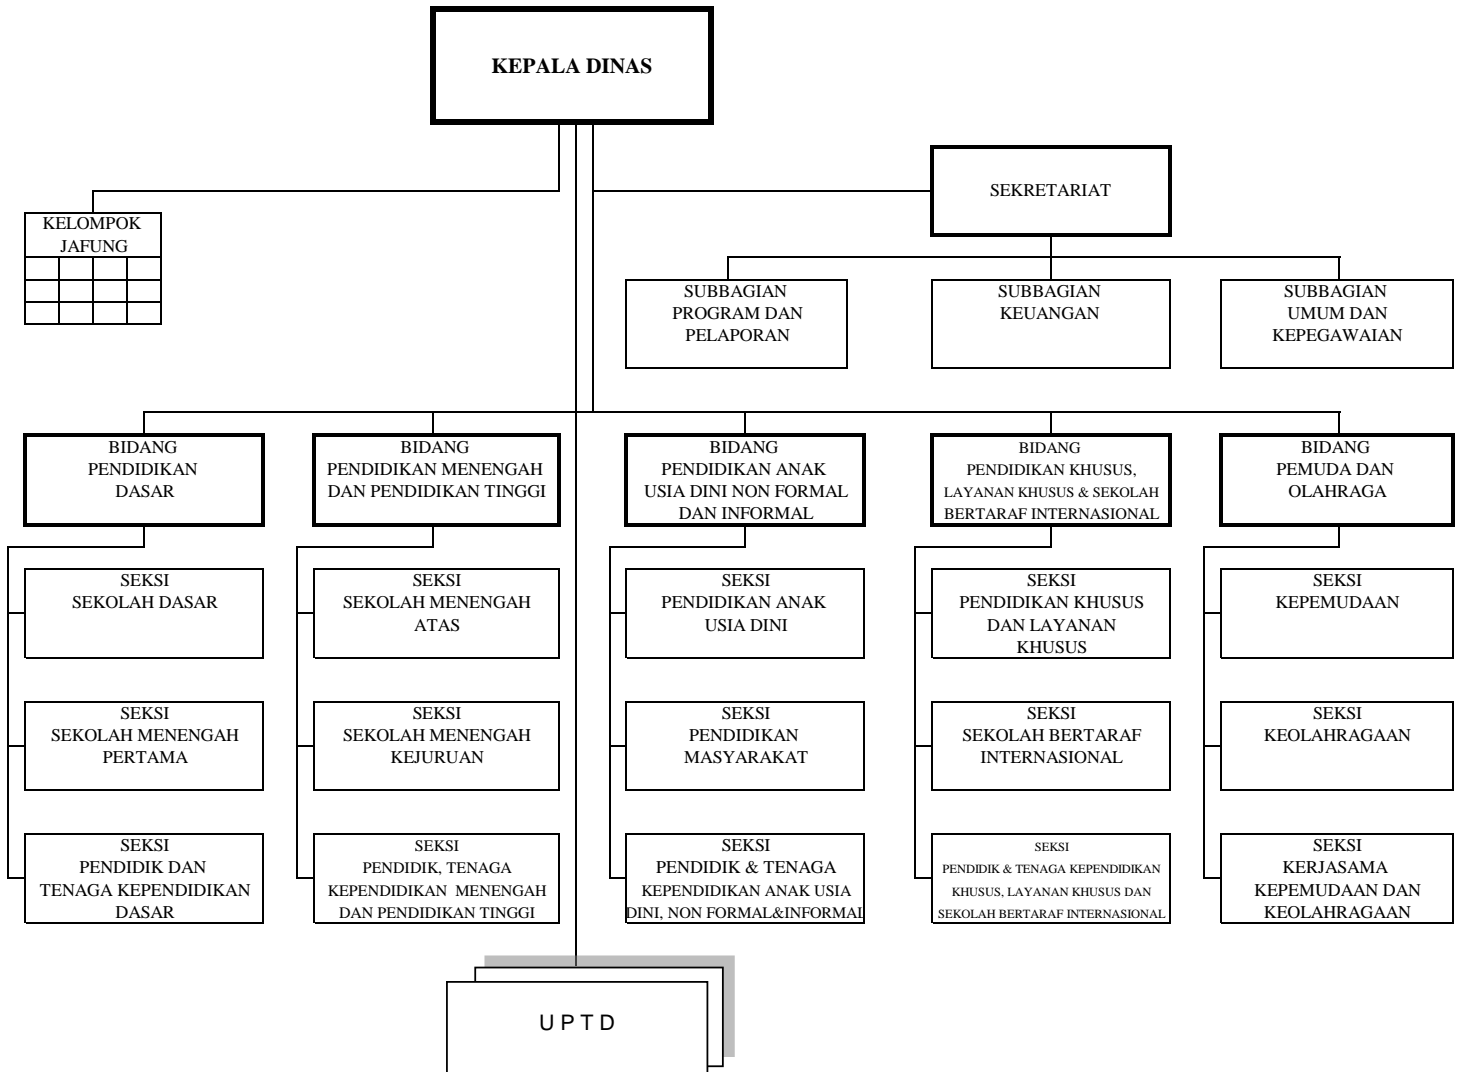 KEPALA DINAS
SEKRETARIAT
KELOMPOK
JAFUNG
SUBBAGIAN
PROGRAM DAN
PELAPORAN
SUBBAGIAN
KEUANGAN
SUBBAGIAN
UMUM DAN
KEPEGAWAIAN
BIDANG
PENDIDIKAN
DASAR
BIDANG
PENDIDIKAN MENENGAH
DAN PENDIDIKAN TINGGI
BIDANG
PENDIDIKAN ANAK
USIA DINI NON FORMAL
DAN INFORMAL
BIDANG
PENDIDIKAN KHUSUS,
LAYANAN KHUSUS & SEKOLAH
BERTARAF INTERNASIONAL
BIDANG
PEMUDA DAN
OLAHRAGA
SEKSI
SEKOLAH DASAR
SEKSI
SEKOLAH MENENGAH
ATAS
SEKSI
PENDIDIKAN ANAK
USIA DINI
SEKSI
PENDIDIKAN KHUSUS
DAN LAYANAN
KHUSUS
SEKSI
KEPEMUDAAN
SEKSI
SEKOLAH MENENGAH
PERTAMA
SEKSI
SEKOLAH MENENGAH
KEJURUAN
SEKSI
PENDIDIKAN
MASYARAKAT
SEKSI
SEKOLAH BERTARAF
INTERNASIONAL
SEKSI
KEOLAHRAGAAN
SEKSI
PENDIDIK DAN
TENAGA KEPENDIDIKAN
DASAR
SEKSI
PENDIDIK, TENAGA
KEPENDIDIKAN MENENGAH
DAN PENDIDIKAN TINGGI
SEKSI
PENDIDIK & TENAGA
KEPENDIDIKAN ANAK USIA
DINI, NON FORMAL&INFORMAL
SEKSI
PENDIDIK & TENAGA KEPENDIDIKAN
KHUSUS, LAYANAN KHUSUS DAN
SEKOLAH BERTARAF INTERNASIONAL
SEKSI
KERJASAMA
KEPEMUDAAN DAN
KEOLAHRAGAAN
U P T D